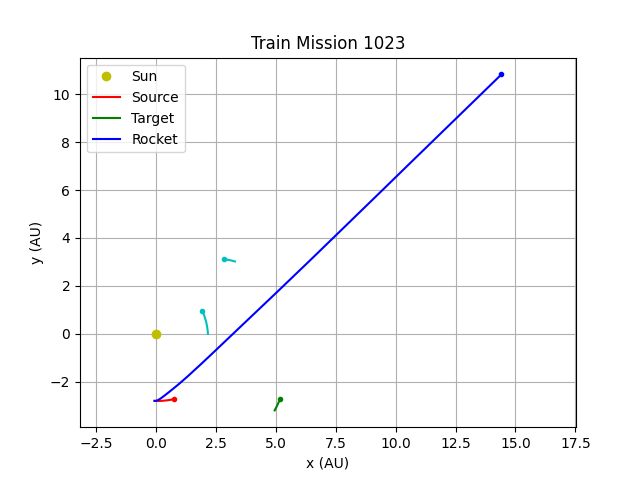 Train Mission 1023
Sun
Source
Target
Rocket
10
8
6
4
2
0
−2
y (AU)
−2.5 0.0 2.5 5.0 7.5 10.0 12.5 15.0 17.5
x (AU)